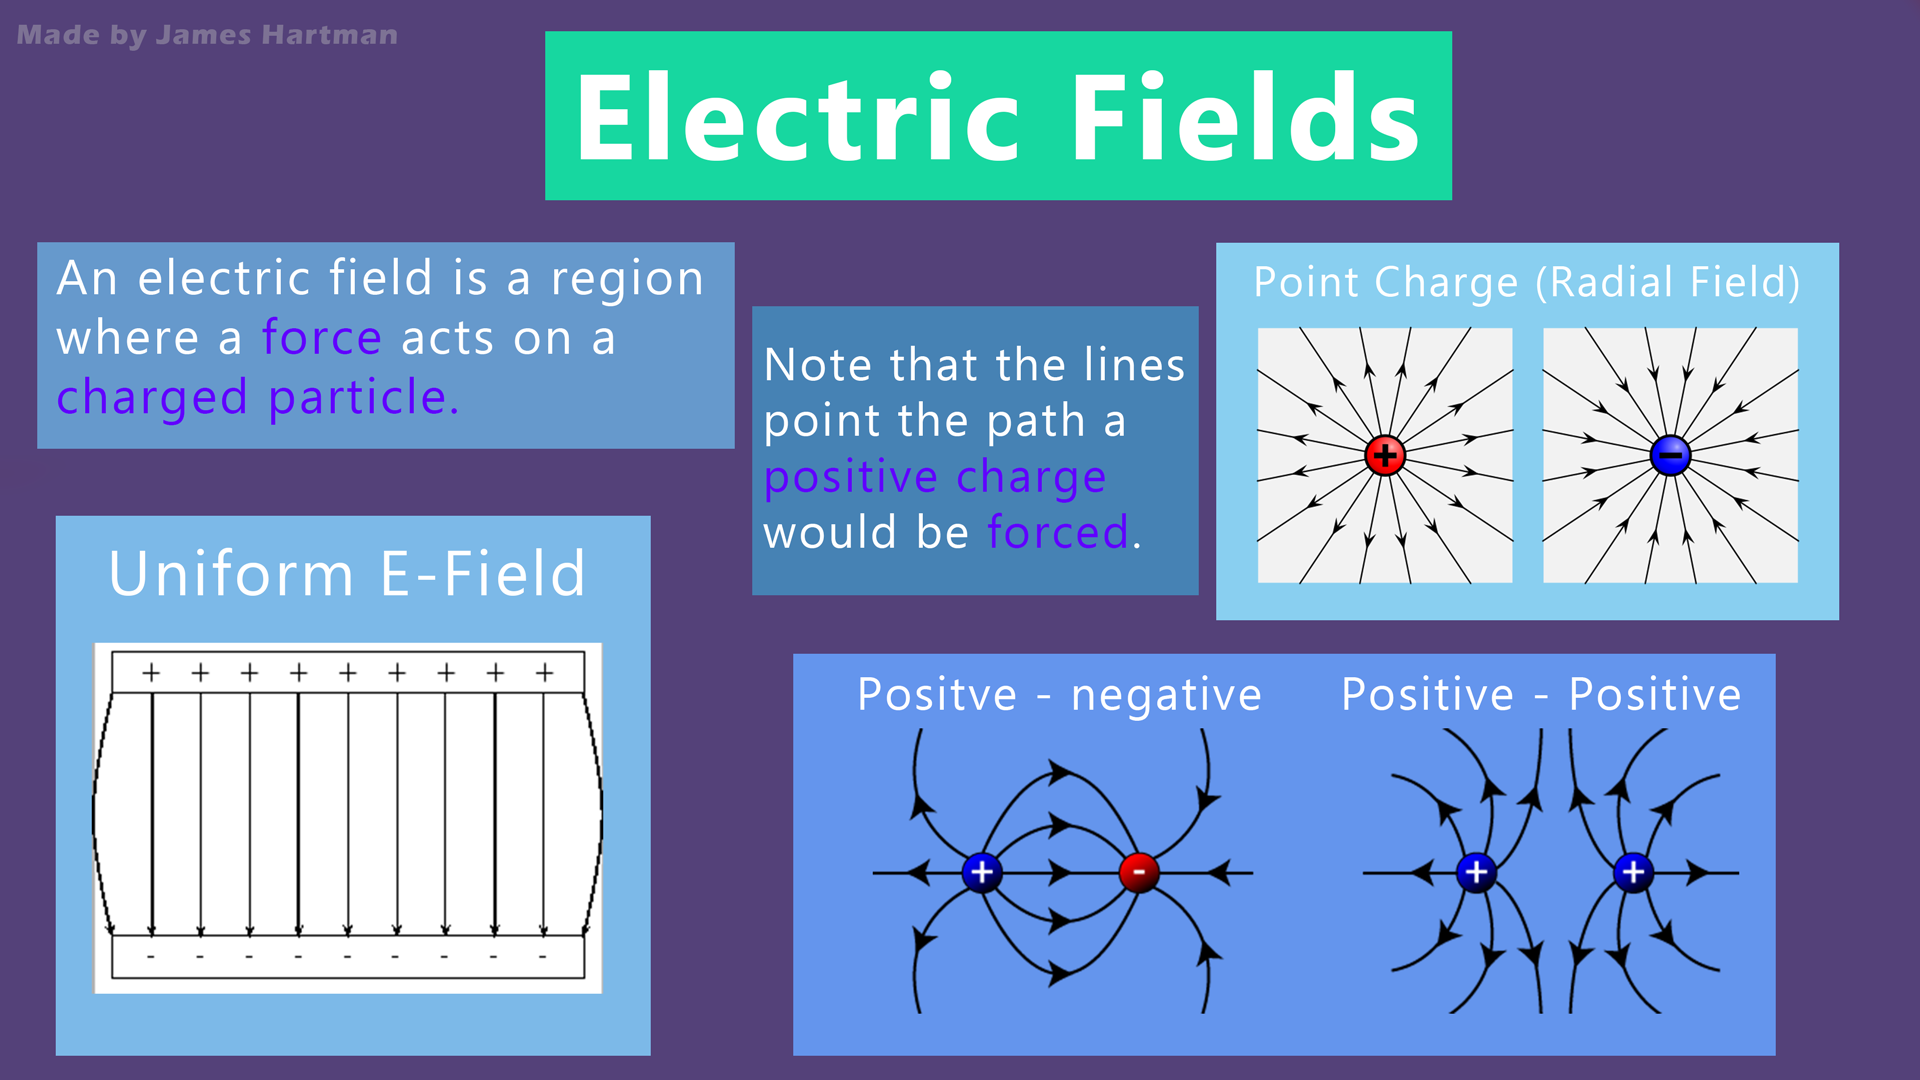 Made by James Hartman
Electric Fields
An electric field is a region
where a force acts on a
charged particle.
Note that the lines
point the path a
positive charge
would be forced.
Point Charge (Radial Field)
+ -
Uniform E-Field
+ + + + + + + + +
- - - - - - - - -
Positve - negative
Positive - Positive
+ - + +